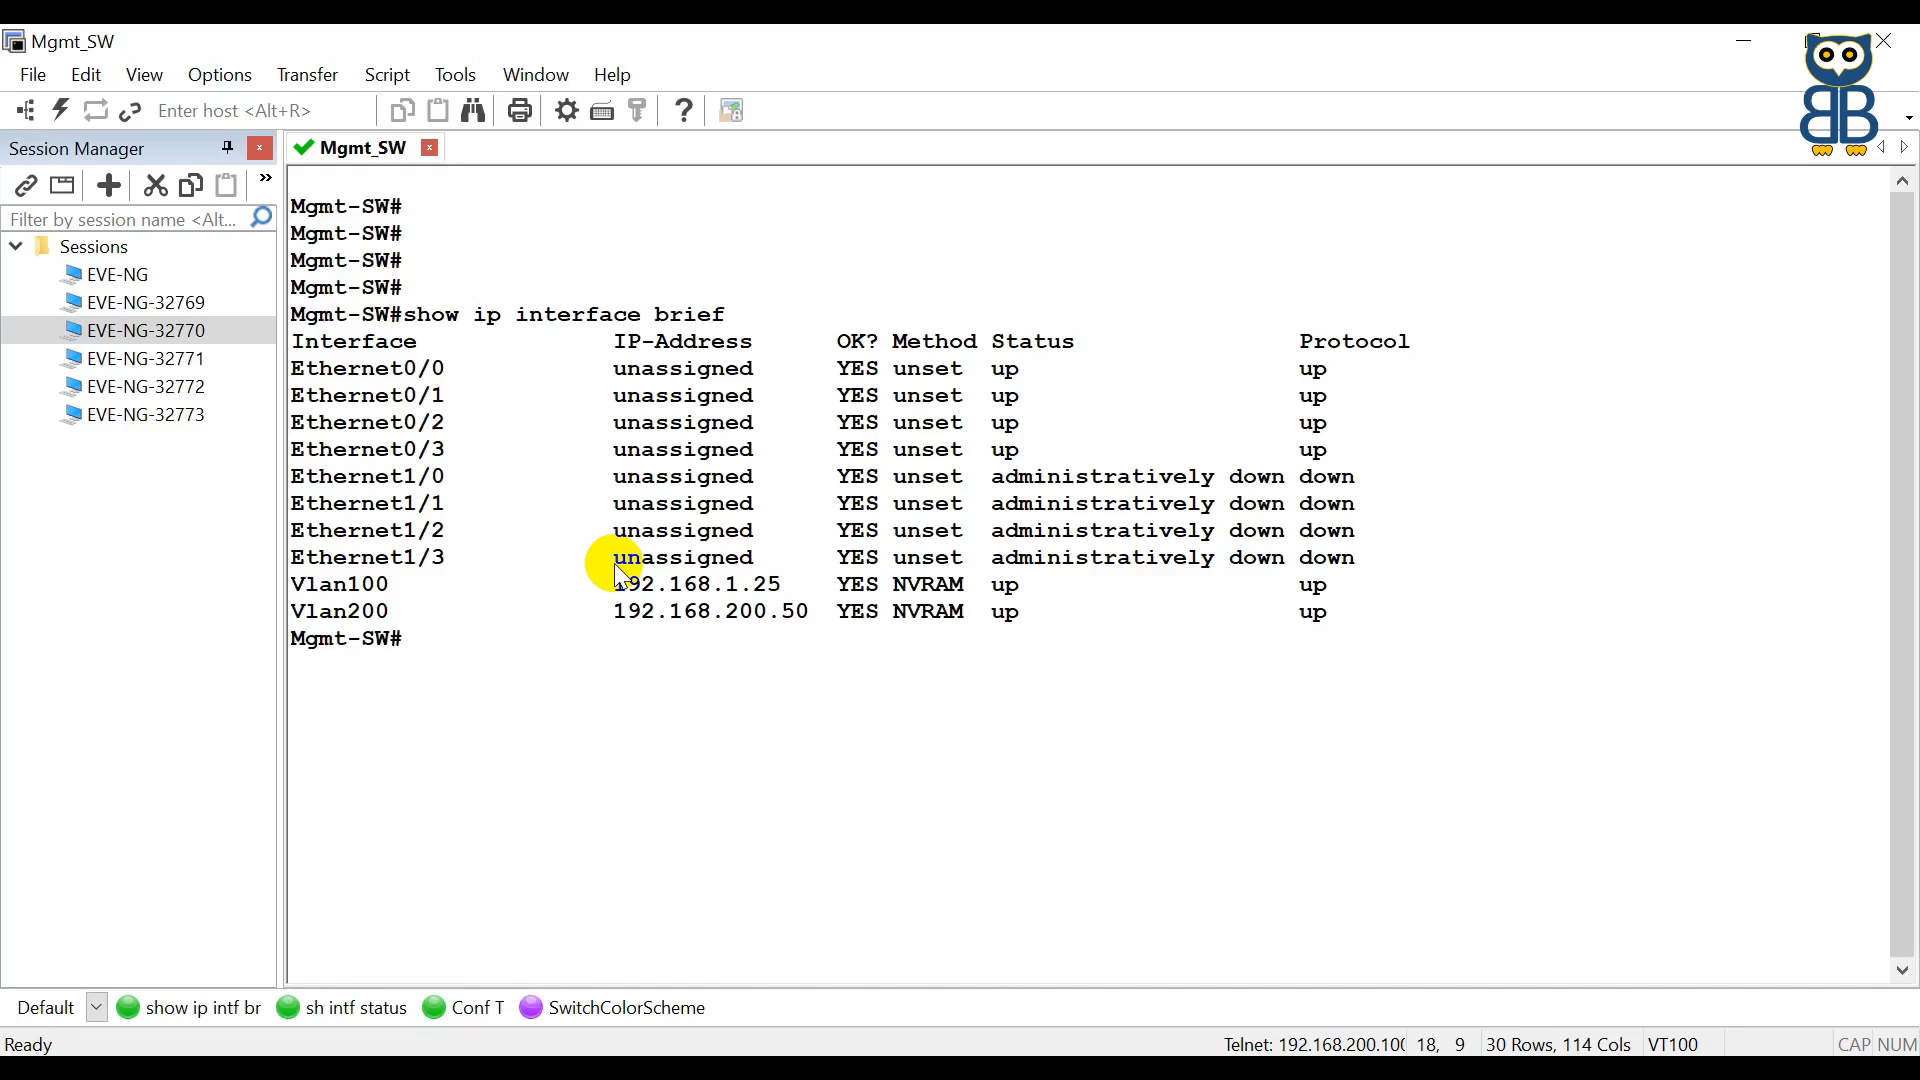 Mgmt_SW
File Edit View Options Transfer Script Tools Window Help
Enter host <Alt+R>
BB
Session Manager
Mgmt_SW
Filter by session name <Alt...
Sessions
EVE-NG
EVE-NG-32769
EVE-NG-32770
EVE-NG-32771
EVE-NG-32772
EVE-NG-32773
Mgmt-SW#
Mgmt-SW#
Mgmt-SW#
Mgmt-SW#
Mgmt-SW#show ip interface brief
Interface IP-Address OK? Method Status Protocol
Ethernet0/0 unassigned YES unset up up
Ethernet0/1 unassigned YES unset up up
Ethernet0/2 unassigned YES unset up up
Ethernet0/3 unassigned YES unset up up
Ethernet1/0 unassigned YES unset administratively down down
Ethernet1/1 unassigned YES unset administratively down down
Ethernet1/2 unassigned YES unset administratively down down
Ethernet1/3 unassigned YES unset administratively down down
Vlan100 192.168.1.25 YES NVRAM up up
Vlan200 192.168.200.50 YES NVRAM up up
Mgmt-SW#
Default show ip intf br sh intf status Conf T SwitchColorScheme
Ready Telnet: 192.168.200.100 18, 9 30 Rows, 114 Cols VT100 CAP NUM